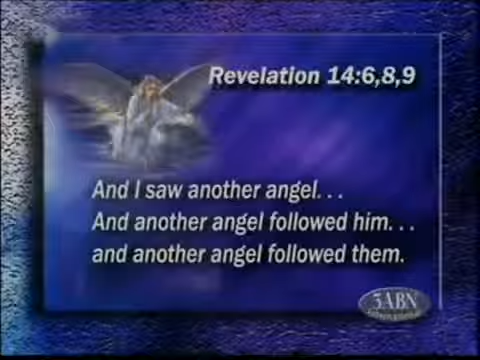 Revelation 14:6,8,9
And I saw another angel. . .
And another angel followed him. . .
and another angel followed them.
3ABN